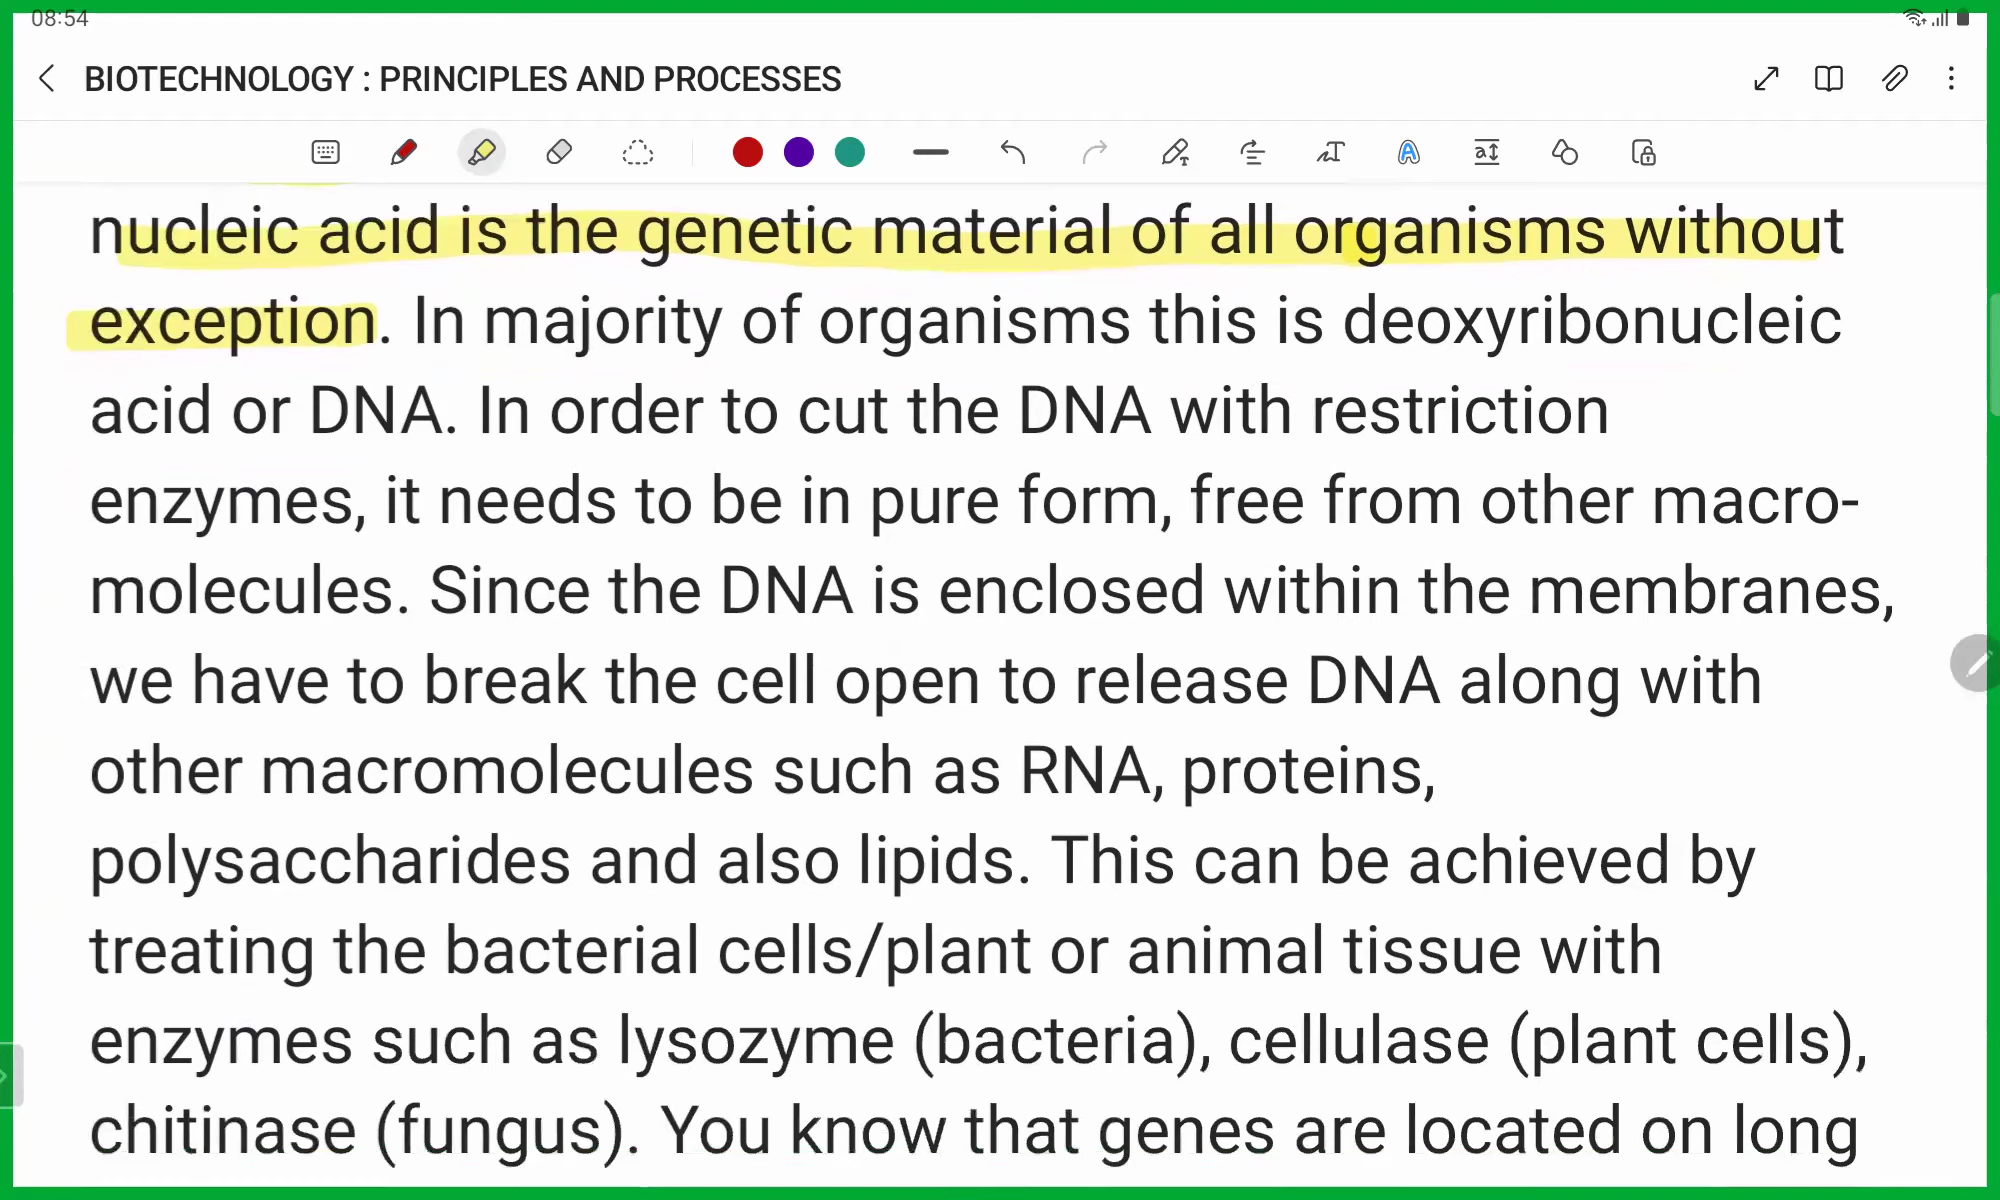 08:54
BIOTECHNOLOGY : PRINCIPLES AND PROCESSES
nucleic acid is the genetic material of all organisms without
exception. In majority of organisms this is deoxyribonucleic
acid or DNA. In order to cut the DNA with restriction
enzymes, it needs to be in pure form, free from other macro-
molecules. Since the DNA is enclosed within the membranes,
we have to break the cell open to release DNA along with
other macromolecules such as RNA, proteins,
polysaccharides and also lipids. This can be achieved by
treating the bacterial cells/plant or animal tissue with
enzymes such as lysozyme (bacteria), cellulase (plant cells),
chitinase (fungus). You know that genes are located on long